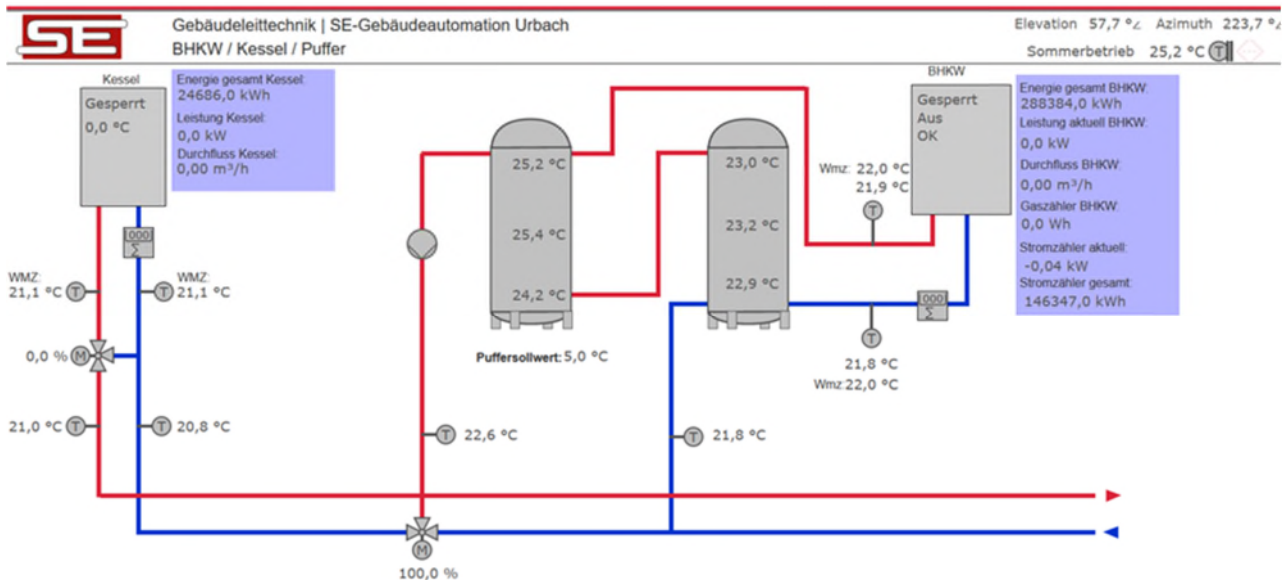 SE
Gebäudeleittechnik | SE-Gebäudeautomation Urbach
BHKW / Kessel / Puffer
Elevation 57,7 °∠ Azimuth 223,7 °∠
Sommerbetrieb 25,2 °C T
Kessel
Gesperrt
0,0 °C
Energie gesamt Kessel:
24686,0 kWh
Leistung Kessel:
0,0 kW
Durchfluss Kessel:
0,00 m³/h
000
Σ
WMZ:
21,1 °C T
WMZ:
T 21,1 °C
0,0 % M
21,0 °C T
T 20,8 °C
25,2 °C
25,4 °C
24,2 °C
Puffersollwert: 5,0 °C
T 22,6 °C
M
100,0 %
23,0 °C
23,2 °C
22,9 °C
T 21,8 °C
Wmz: 22,0 °C
21,9 °C
T
BHKW
Gesperrt
Aus
OK
000
Σ
T
21,8 °C
Wmz: 22,0 °C
Energie gesamt BHKW:
288384,0 kWh
Leistung aktuell BHKW:
0,0 kW
Durchfluss BHKW:
0,00 m³/h
Gaszähler BHKW:
0,0 Wh
Stromzähler aktuell:
-0,04 kW
Stromzähler gesamt:
146347,0 kWh